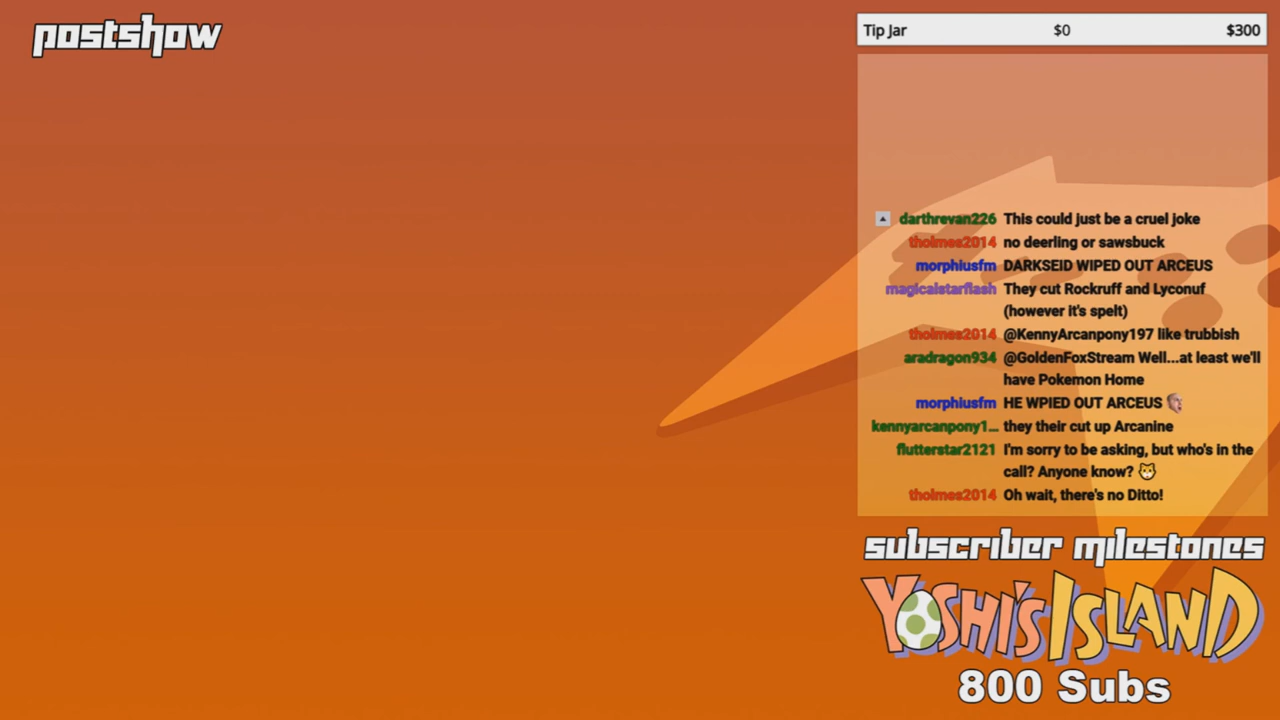 postshow
Tip Jar $0 $300
darthrevan226 This could just be a cruel joke
tholmes2014 no deerling or sawsbuck
morphiusfm DARKSEID WIPED OUT ARCEUS
magicalstarflash They cut Rockruff and Lyconuf
(however it's spelt)
tholmes2014 @KennyArcanpony197 like trubbish
aradragon934 @GoldenFoxStream Well...at least we'll
have Pokemon Home
morphiusfm HE WPIED OUT ARCEUS
kennyarcanpony1... they their cut up Arcanine
flutterstar2121 I'm sorry to be asking, but who's in the
call? Anyone know?
tholmes2014 Oh wait, there's no Ditto!
subscriber milestones
YOSHI'S ISLAND
800 Subs